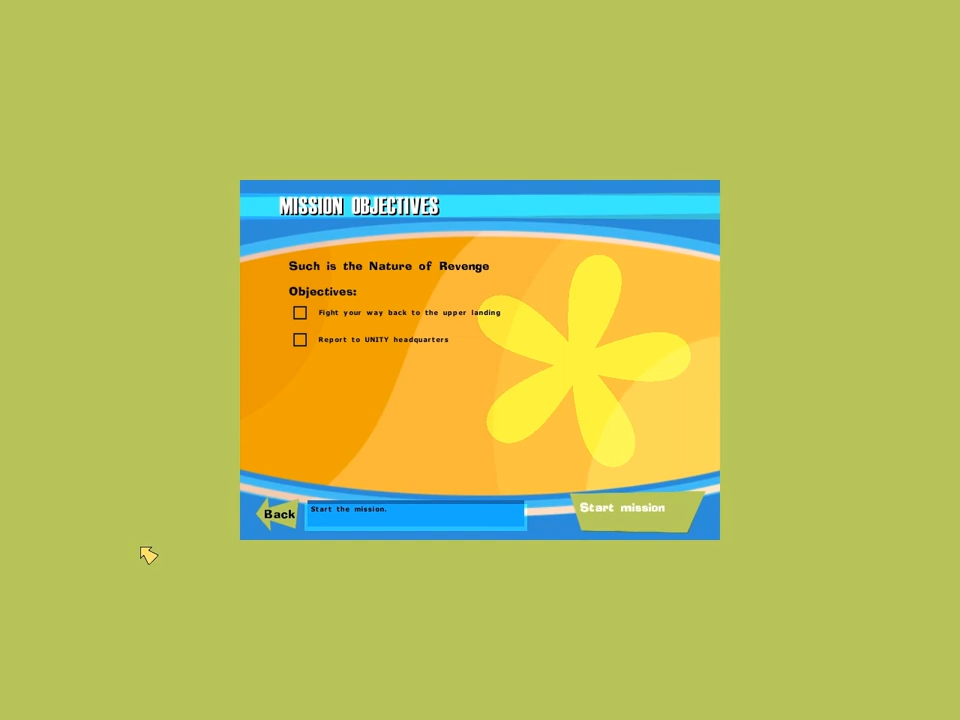 MISSION OBJECTIVES
Such is the Nature of Revenge
Objectives:
Fight your way back to the upper landing
Report to UNITY headquarters
Back
Start the mission.
Start mission